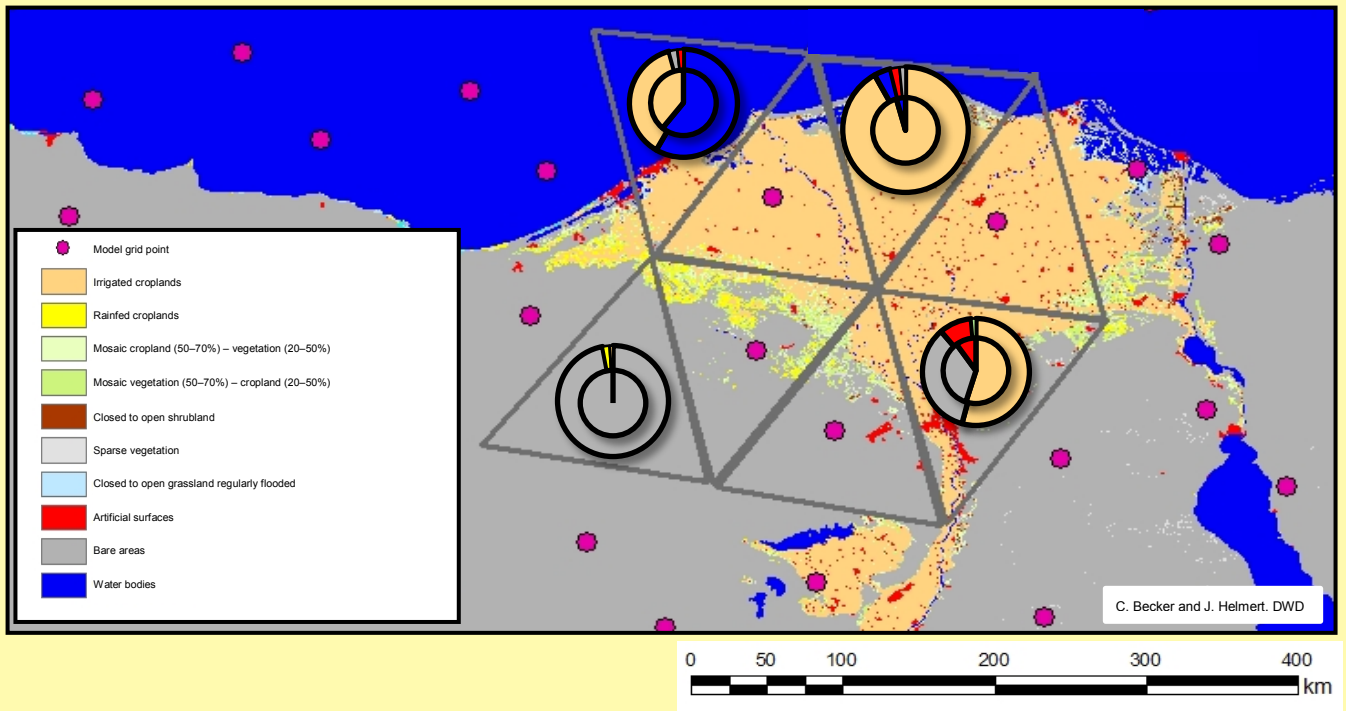 Model grid point
Irrigated croplands
Rainfed croplands
Mosaic cropland (50–70%) – vegetation (20–50%)
Mosaic vegetation (50–70%) – cropland (20–50%)
Closed to open shrubland
Sparse vegetation
Closed to open grassland regularly flooded
Artificial surfaces
Bare areas
Water bodies
C. Becker and J. Helmert. DWD
0 50 100 200 300 400
km